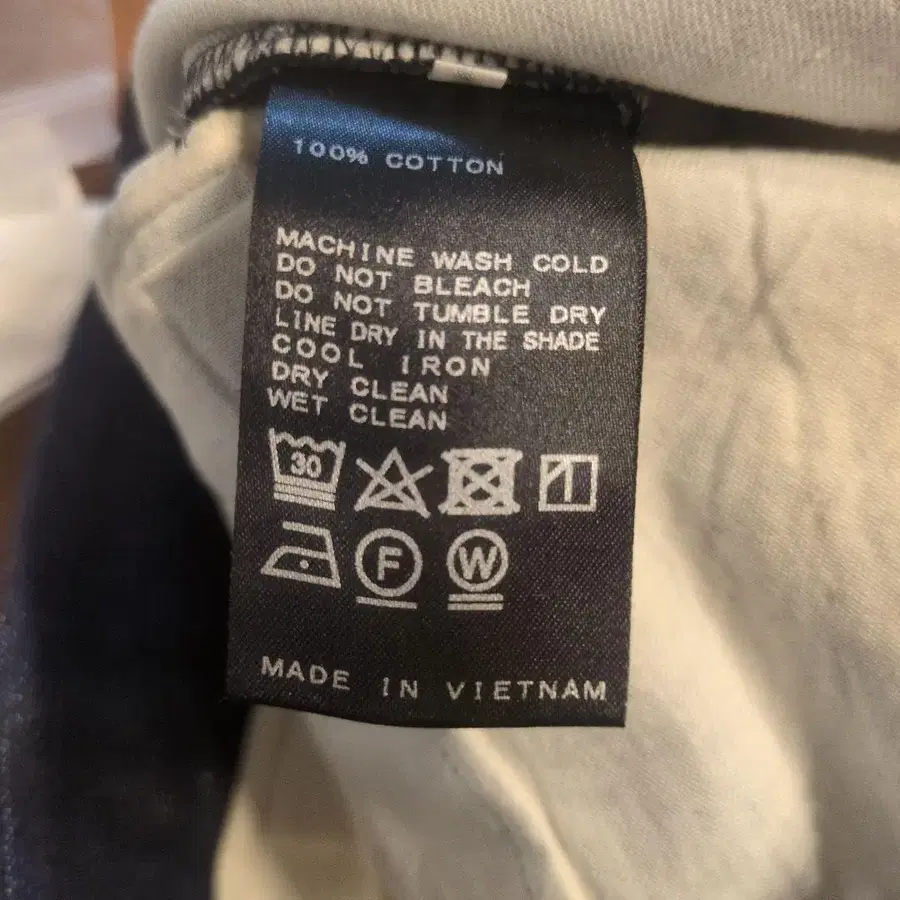 100% COTTON
MACHINE WASH COLD
DO NOT BLEACH
DO NOT TUMBLE DRY
LINE DRY IN THE SHADE
COOL IRON
DRY CLEAN
WET CLEAN
30
F W
MADE IN VIETNAM